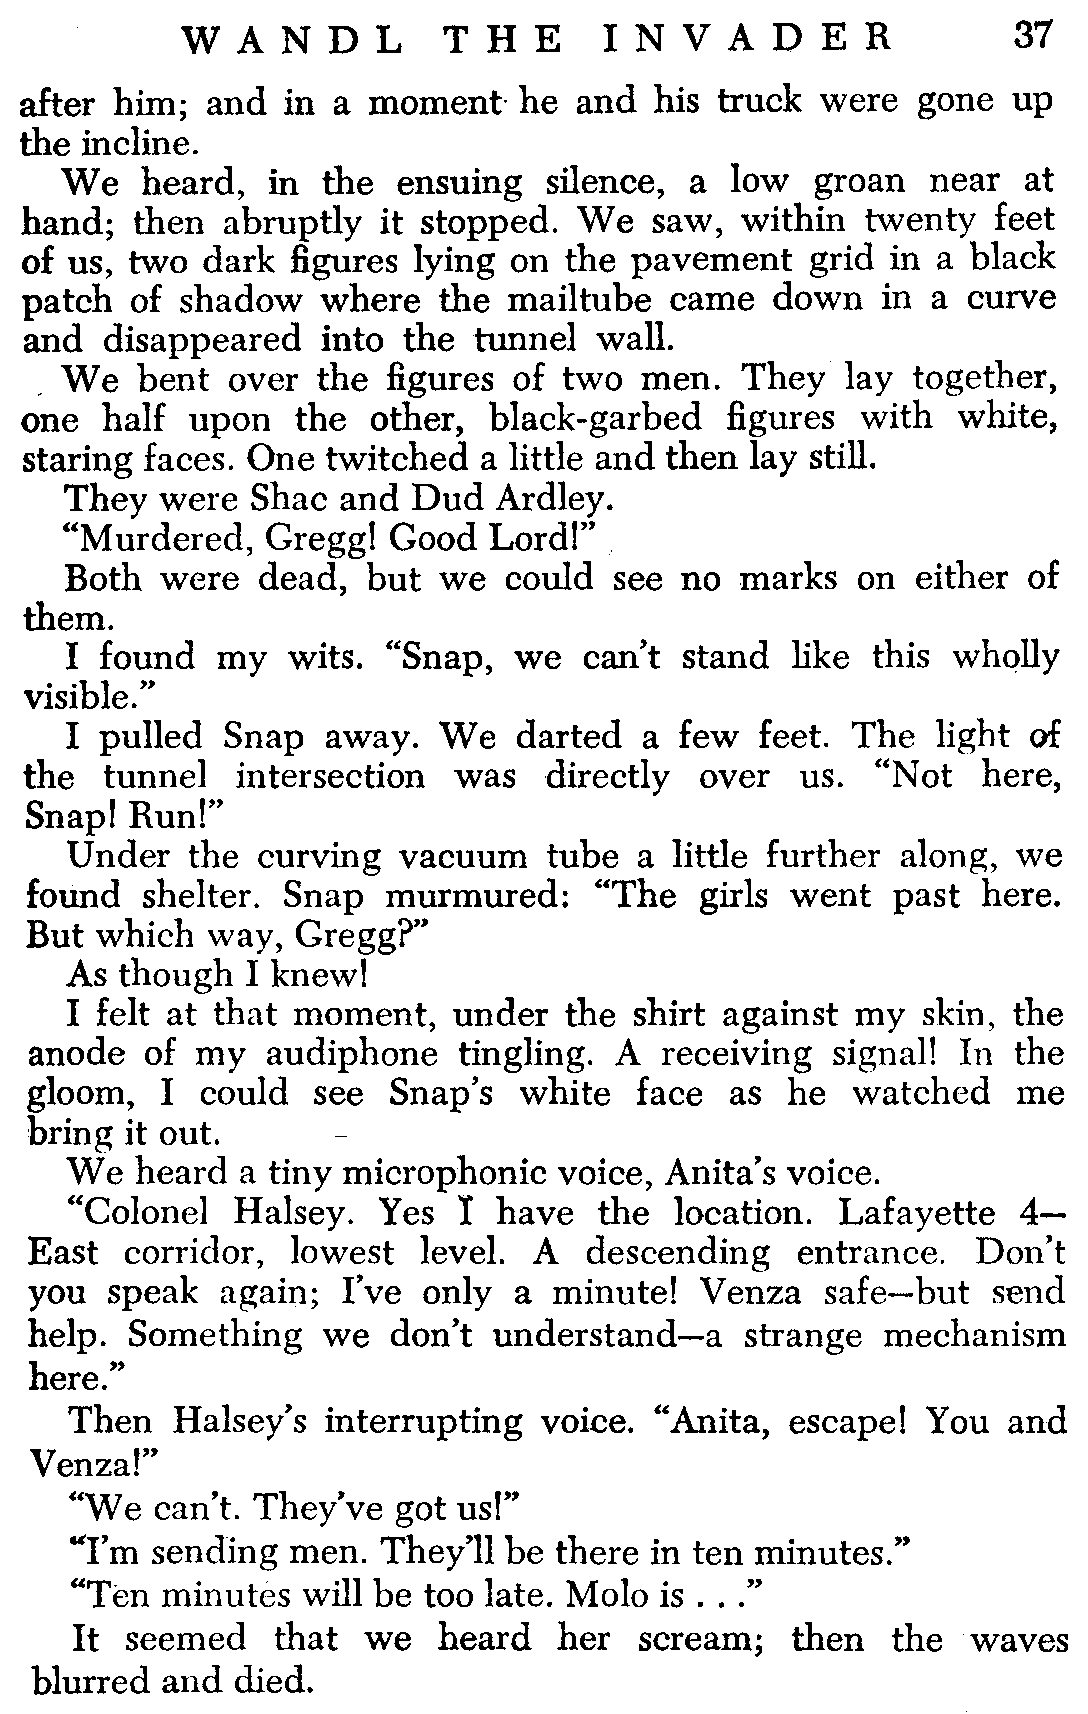 WANDL THE INVADER 37
after him; and in a moment he and his truck were gone up
the incline.
We heard, in the ensuing silence, a low groan near at
hand; then abruptly it stopped. We saw, within twenty feet
of us, two dark figures lying on the pavement grid in a black
patch of shadow where the mailtube came down in a curve
and disappeared into the tunnel wall.
We bent over the figures of two men. They lay together,
one half upon the other, black-garbed figures with white,
staring faces. One twitched a little and then lay still.
They were Shac and Dud Ardley.
“Murdered, Gregg! Good Lord!”
Both were dead, but we could see no marks on either of
them.
I found my wits. “Snap, we can’t stand like this wholly
visible.”
I pulled Snap away. We darted a few feet. The light of
the tunnel intersection was directly over us. “Not here,
Snap! Run!”
Under the curving vacuum tube a little further along, we
found shelter. Snap murmured: “The girls went past here.
But which way, Gregg?”
As though I knew!
I felt at that moment, under the shirt against my skin, the
anode of my audiphone tingling. A receiving signal! In the
gloom, I could see Snap’s white face as he watched me
bring it out.
We heard a tiny microphonic voice, Anita’s voice.
“Colonel Halsey. Yes I have the location. Lafayette 4—
East corridor, lowest level. A descending entrance. Don’t
you speak again; I’ve only a minute! Venza safe—but send
help. Something we don’t understand—a strange mechanism
here.”
Then Halsey’s interrupting voice. “Anita, escape! You and
Venza!”
“We can’t. They’ve got us!”
“I’m sending men. They’ll be there in ten minutes.”
“Ten minutes will be too late. Molo is . . .”
It seemed that we heard her scream; then the waves
blurred and died.